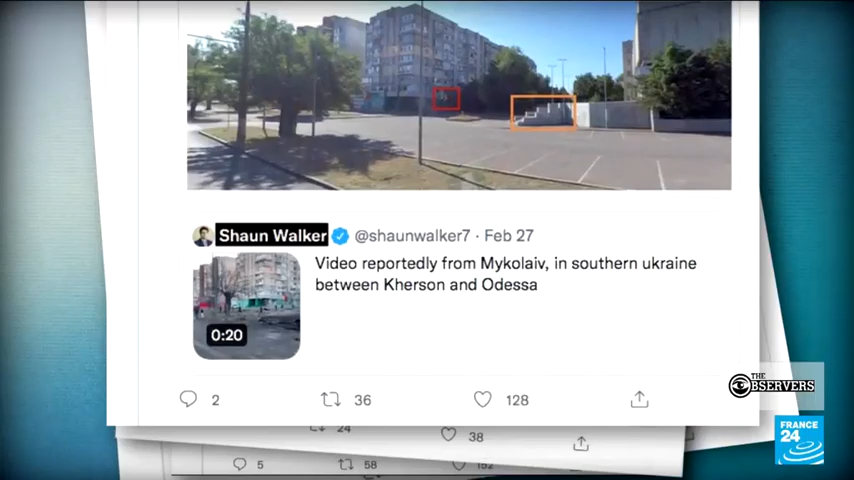 Shaun Walker @shaunwalker7 · Feb 27
Video reportedly from Mykolaiv, in southern ukraine
between Kherson and Odessa
0:20
2 36 128
THE
OBSERVERS
24 38
5 58 152
FRANCE
24